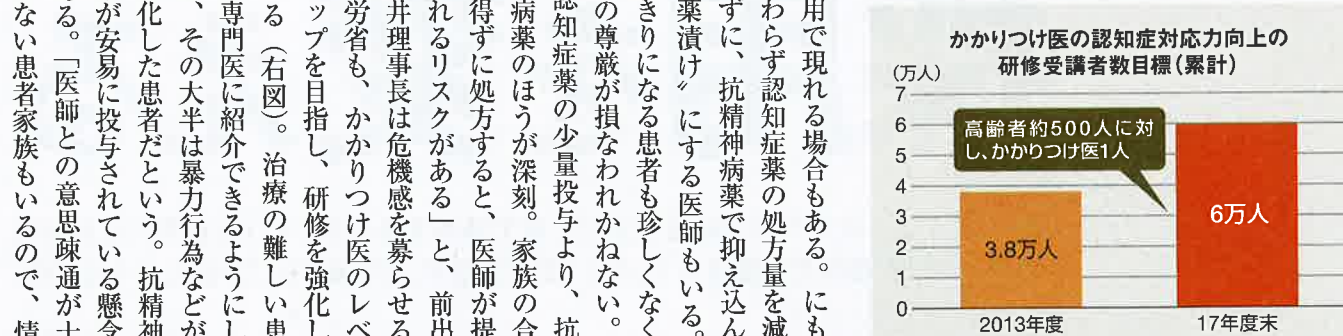 用で現れる場合もある。にも
わらず認知症薬の処方量を減
ずに、抗精神病薬で抑え込ん
薬漬け〟にする医師もいる。
きりになる患者も珍しくなく
の尊厳が損なわれかねない。
認知症薬の少量投与より、抗
病薬のほうが深刻。家族の合
得ずに処方すると、医師が提
れるリスクがある」と、前出
井理事長は危機感を募らせる
労省も、かかりつけ医のレベ
ップを目指し、研修を強化し
る（右図）。治療の難しい患
専門医に紹介できるようにし
、その大半は暴力行為などが
化した患者だという。抗精神
が安易に投与されている懸念
る。「医師との意思疎通が
ない患者家族もいるので、情
かかりつけ医の認知症対応力向上の
研修受講者数目標（累計）
（万人）
7
6
5
4
3
2
1
0
高齢者約500人に対
し、かかりつけ医1人
3.8万人
6万人
2013年度
17年度末